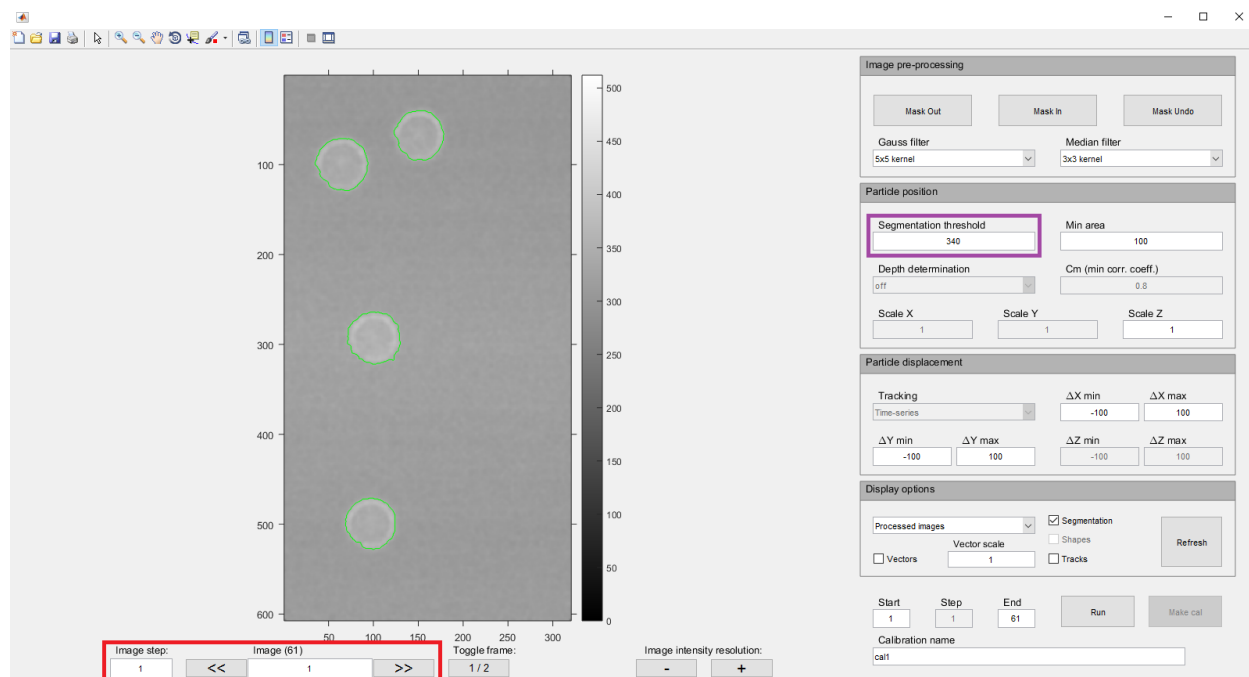 500
450
400
350
300
250
200
150
100
50
0
100
200
300
400
500
600
50 100 150 200 250 300
Image step: Image (61) Toggle frame: Image intensity resolution:
1 << 1 >> 1 / 2 - +
Image pre-processing
Mask Out Mask In Mask Undo
Gauss filter Median filter
5x5 kernel 3x3 kernel
Particle position
Segmentation threshold Min area
340 100
Depth determination Cm (min corr. coeff.)
off 0.8
Scale X Scale Y Scale Z
1 1 1
Particle displacement
Tracking ΔX min ΔX max
Time-series -100 100
ΔY min ΔY max ΔZ min ΔZ max
-100 100 -100 100
Display options
Processed images Segmentation
Vector scale Shapes Refresh
Vectors 1 Tracks
Start Step End
1 1 61 Run Make cal
Calibration name
cal1